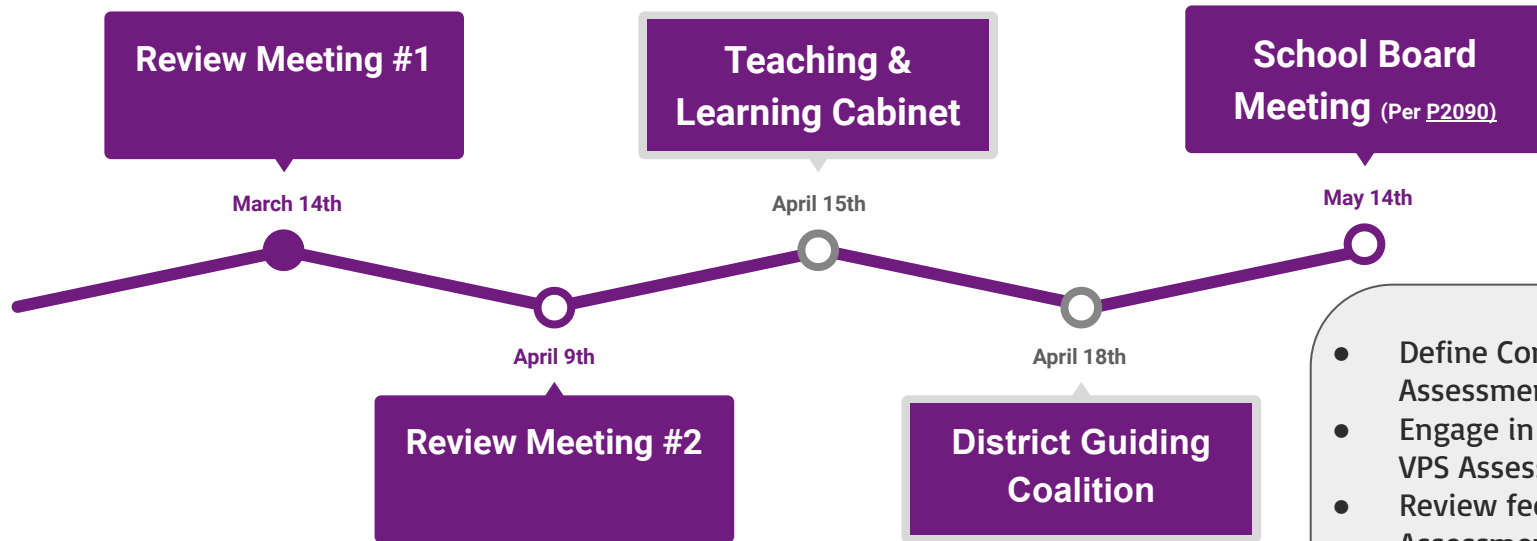 Review Meeting #1
March 14th
April 9th
Review Meeting #2
Teaching &
Learning Cabinet
April 15th
April 18th
District Guiding
Coalition
School Board
Meeting (Per P2090)
May 14th
● Define
● Engage in
VPS
● Review